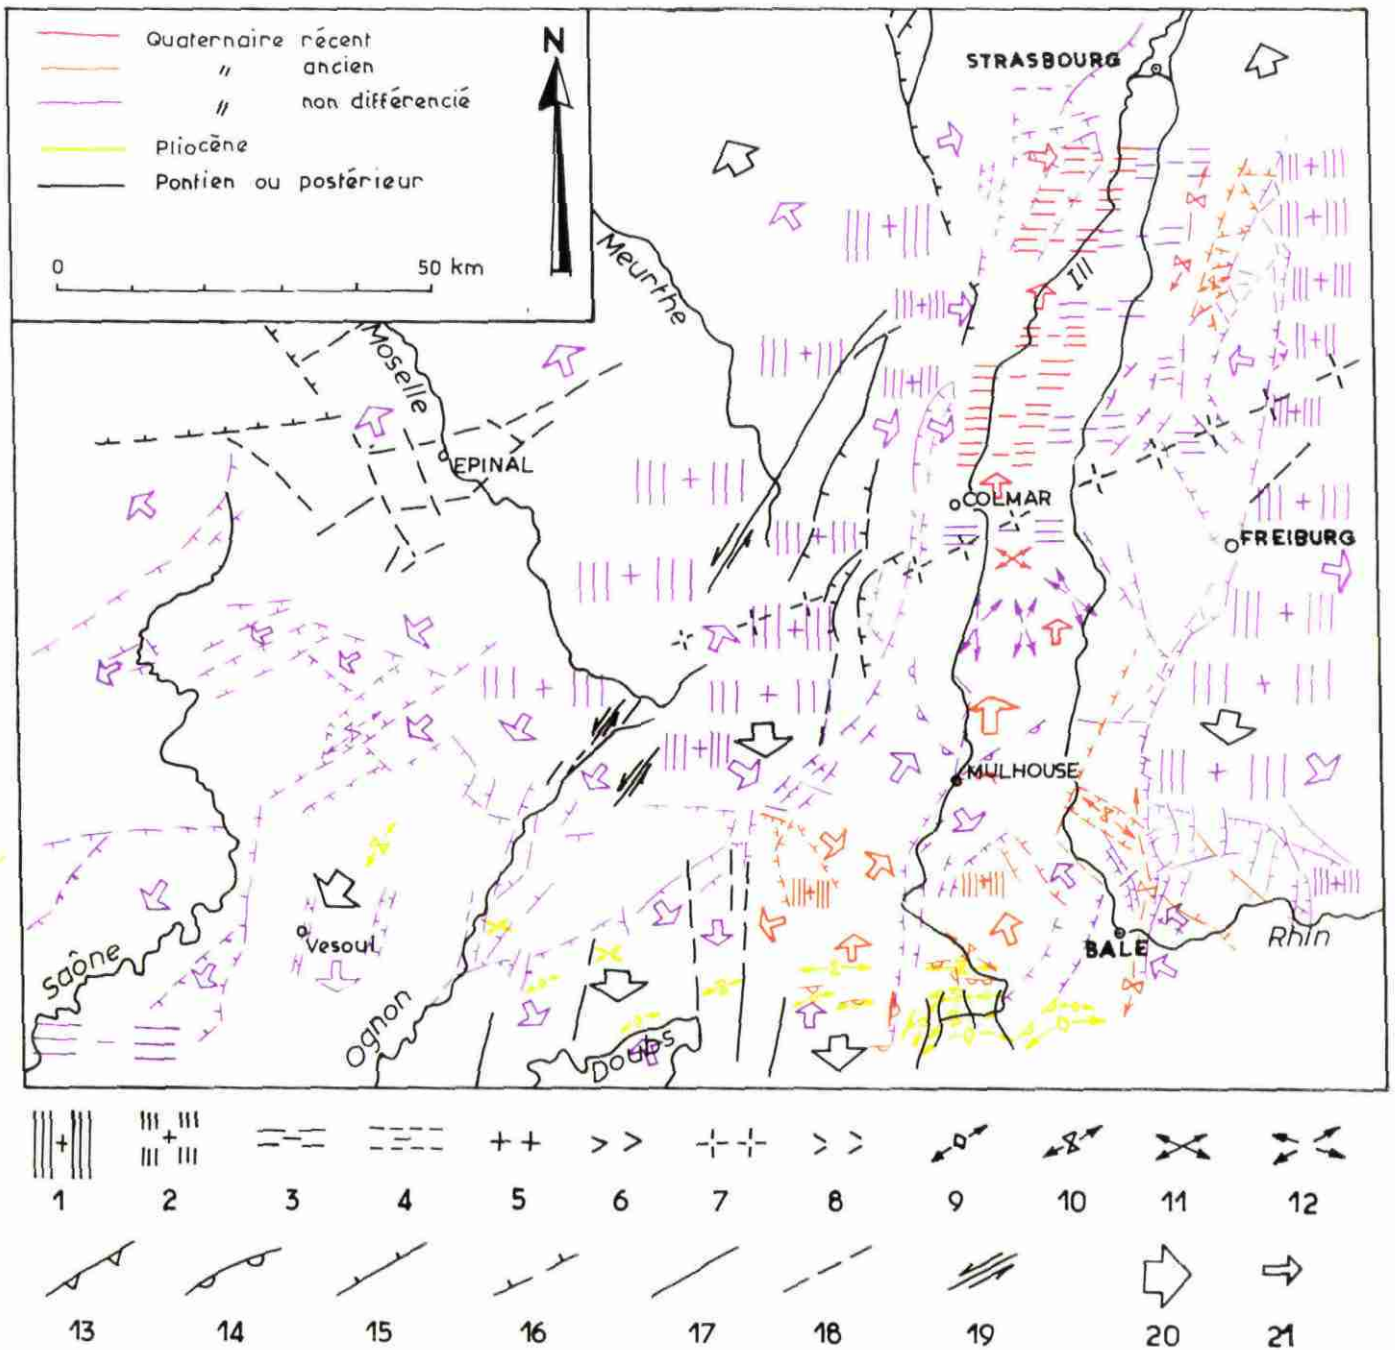 Quaternaire récent
〃 ancien
〃 non différencié
Pliocène
Pontien ou postérieur
0 50 km
N
STRASBOURG
Meurthe
Ill
Moselle
EPINAL
COLMAR
FREIBURG
MULHOUSE
Vesoul
Saône
Ognon
Doubs
BALE
Rhin
1 2 3 4 5 6 7 8 9 10 11 12
13 14 15 16 17 18 19 20 21